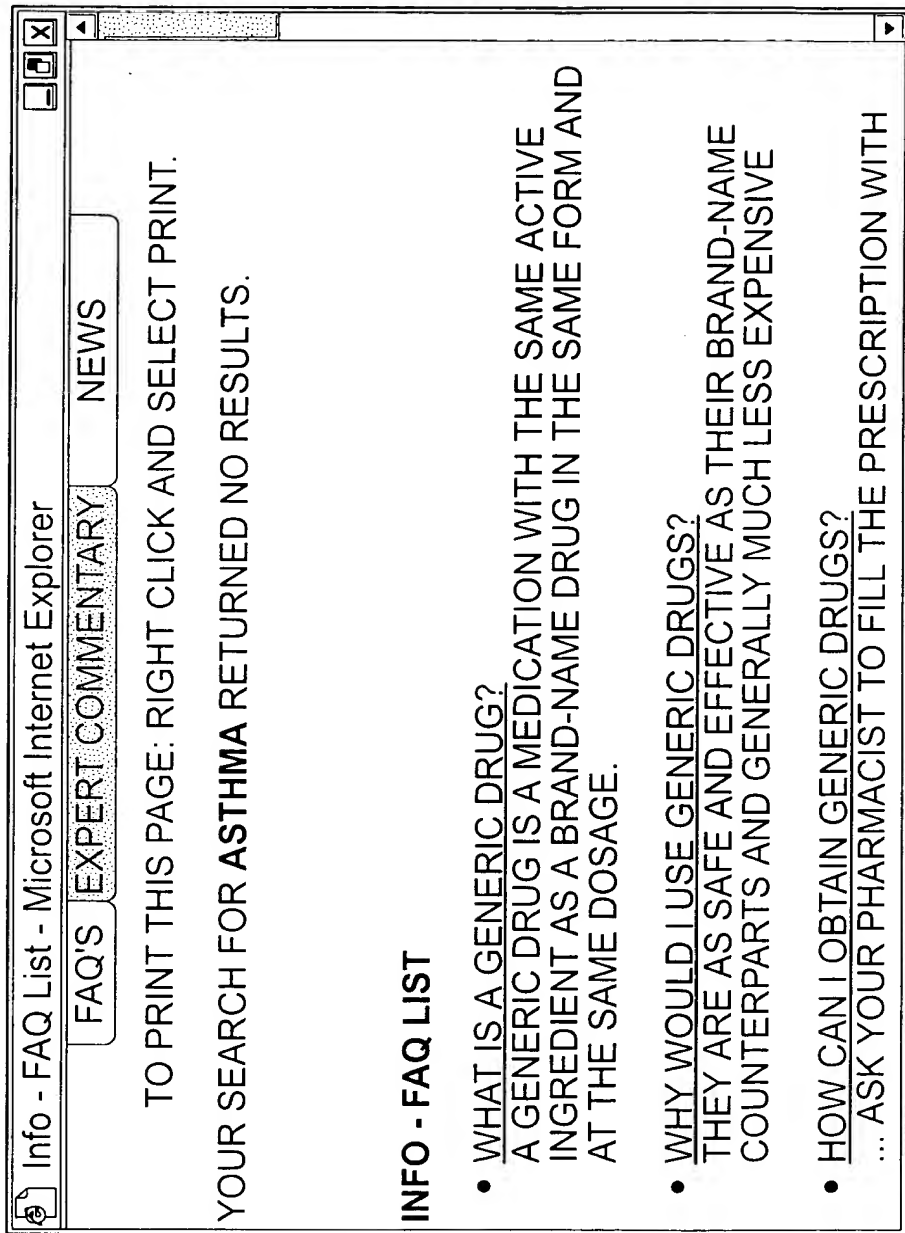 Info - FAQ List - Microsoft Internet Explorer
FAQ'S EXPERT COMMENTARY NEWS
TO PRINT THIS PAGE: RIGHT CLICK AND SELECT PRINT.
YOUR SEARCH FOR ASTHMA RETURNED NO RESULTS.
INFO - FAQ LIST
• WHAT IS A GENERIC DRUG?
A GENERIC DRUG IS A MEDICATION WITH THE SAME ACTIVE
INGREDIENT AS A BRAND-NAME DRUG IN THE SAME FORM AND
AT THE SAME DOSAGE.
• WHY WOULD I USE GENERIC DRUGS?
THEY ARE AS SAFE AND EFFECTIVE AS THEIR BRAND-NAME
COUNTERPARTS AND GENERALLY MUCH LESS EXPENSIVE
• HOW CAN I OBTAIN GENERIC DRUGS?
... ASK YOUR PHARMACIST TO FILL THE PRESCRIPTION WITH